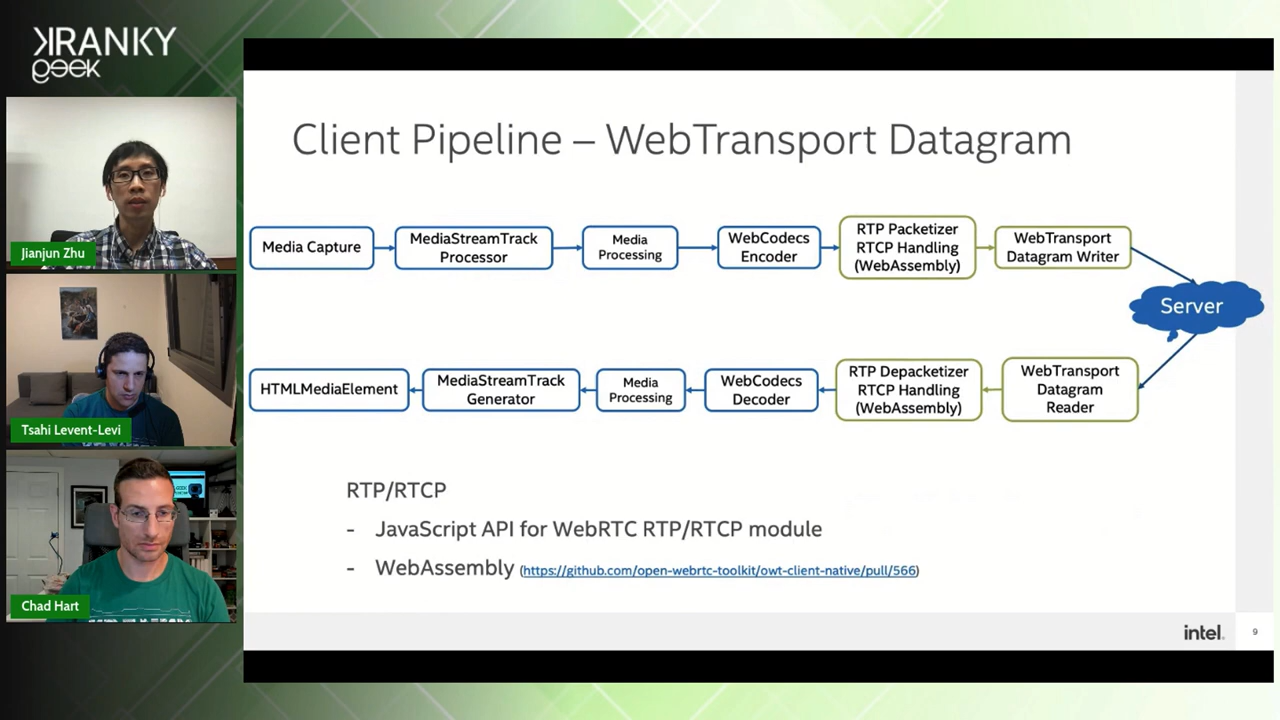 KRANKY
geek
Jianjun Zhu
Tsahi Levent-Levi
Chad Hart
Client Pipeline – WebTransport Datagram
Media Capture
MediaStreamTrack
Processor
Media
Processing
WebCodecs
Encoder
RTP Packetizer
RTCP Handling
(WebAssembly)
WebTransport
Datagram Writer
Server
HTMLMediaElement
MediaStreamTrack
Generator
Media
Processing
WebCodecs
Decoder
RTP Depacketizer
RTCP Handling
(WebAssembly)
WebTransport
Datagram
Reader
RTP/RTCP
- JavaScript API for WebRTC RTP/RTCP module
- WebAssembly (https://github.com/open-webrtc-toolkit/owt-client-native/pull/566)
intel.
9